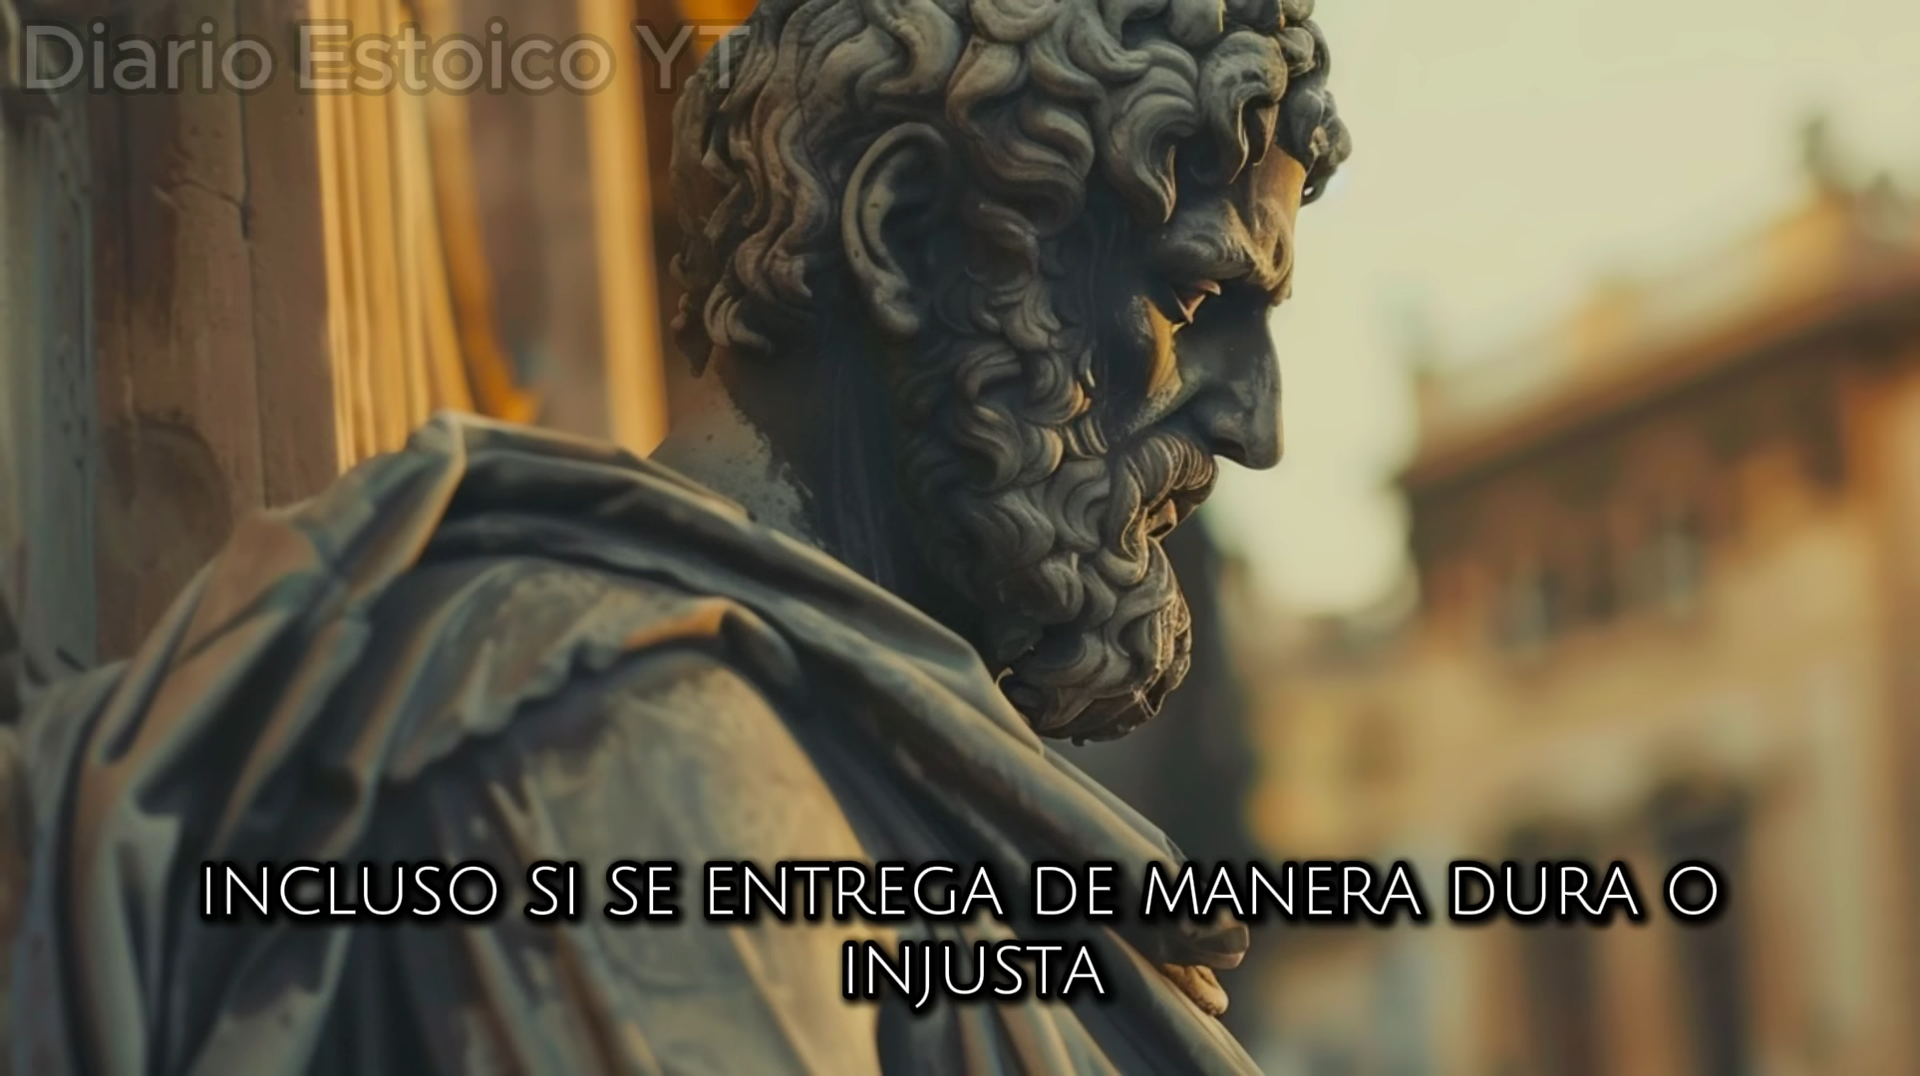 Diario Estoico YT
INCLUSO SI SE ENTREGA DE MANERA DURA O
INJUSTA